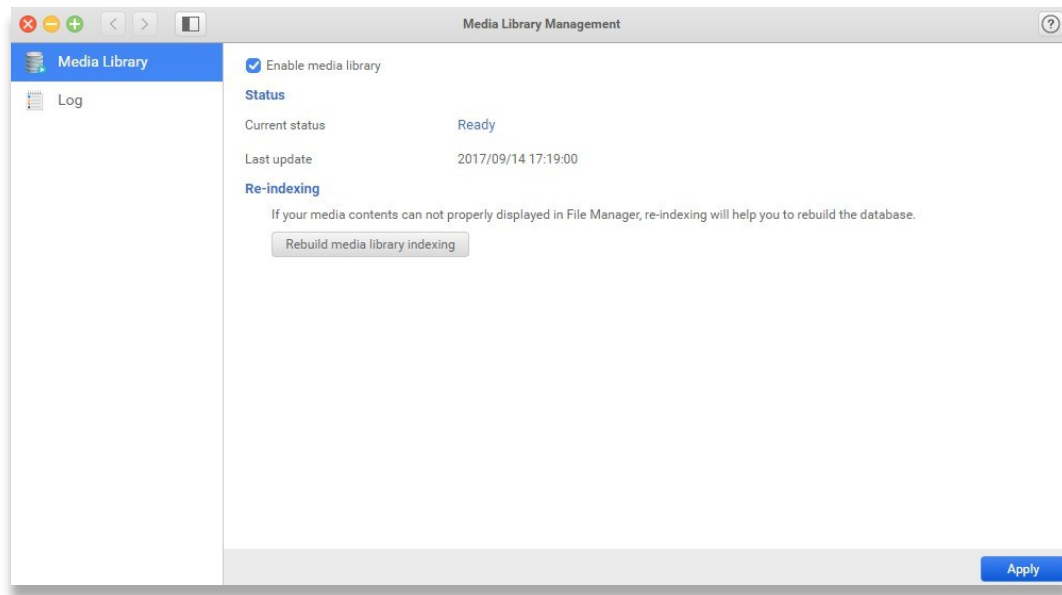 Media Library Management
?
Media Library
Log
Enable media library
Status
Current status Ready
Last update 2017/09/14 17:19:00
Re-indexing
If your media contents can not properly displayed in File Manager, re-indexing will help you to rebuild the database.
Rebuild media library indexing
Apply